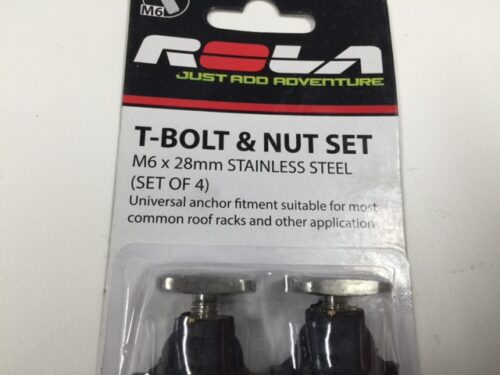 M6
ROLA
JUST ADD ADVENTURE
T-BOLT & NUT SET
M6 x 28mm STAINLESS STEEL
(SET OF 4)
Universal anchor fitment suitable for most
common roof racks and other application